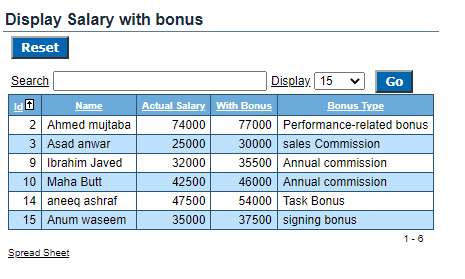 Display Salary with bonus
Reset
Search Display 15 Go
Id Name Actual Salary With Bonus Bonus Type
2 Ahmed mujtaba 74000 77000 Performance-related bonus
3 Asad anwar 25000 30000 sales Commission
9 Ibrahim Javed 32000 35500 Annual commission
10 Maha Butt 42500 46000 Annual commission
14 aneeq ashraf 47500 54000 Task Bonus
15 Anum waseem 35000 37500 signing bonus
1 - 6
Spread Sheet